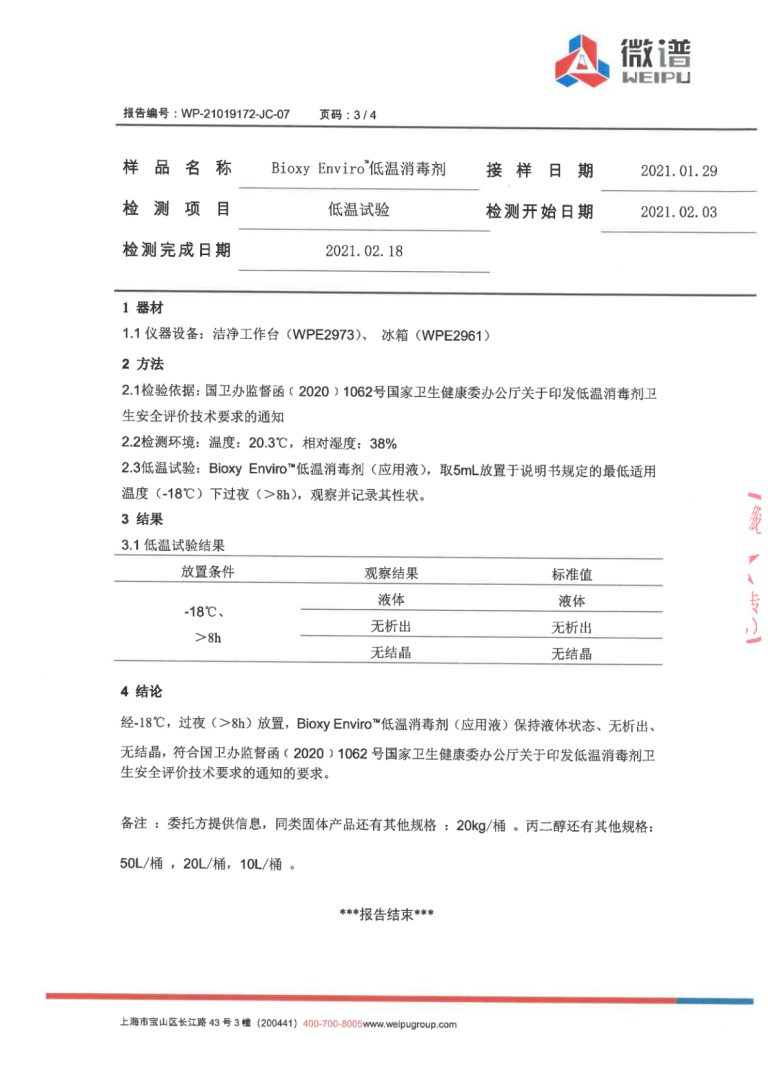 微谱
WEIPU
报告编号：WP-21019172-JC-07 页码：3 / 4
样品名称 Bioxy Enviro™低温消毒剂 接样日期 2021.01.29
检测项目 低温试验 检测开始日期 2021.02.03
检测完成日期 2021.02.18
1 器材
1.1 仪器设备：洁净工作台（WPE2973）、 冰箱（WPE2961）
2 方法
2.1检验依据：国卫办监督函﹝2020﹞1062号国家卫生健康委办公厅关于印发低温消毒剂卫
生安全评价技术要求的通知
2.2检测环境：温度：20.3℃，相对湿度：38%
2.3低温试验：Bioxy Enviro™低温消毒剂（应用液），取5mL放置于说明书规定的最低适用
温度（-18℃）下过夜（＞8h），观察并记录其性状。
3 结果
3.1 低温试验结果
放置条件 观察结果 标准值
-18℃、
＞8h
液体 液体
无析出 无析出
无结晶 无结晶
4 结论
经-18℃，过夜（＞8h）放置，Bioxy Enviro™低温消毒剂（应用液）保持液体状态、无析出、
无结晶，符合国卫办监督函﹝2020﹞1062 号国家卫生健康委办公厅关于印发低温消毒剂卫
生安全评价技术要求的通知的要求。
备注 ：委托方提供信息，同类固体产品还有其他规格 ：20kg/桶 。丙二醇还有其他规格：
50L/桶 ，20L/桶，10L/桶 。
***报告结束***
上海市宝山区长江路 43 号 3 幢 (200441) 400-700-8005www.weipugroup.com